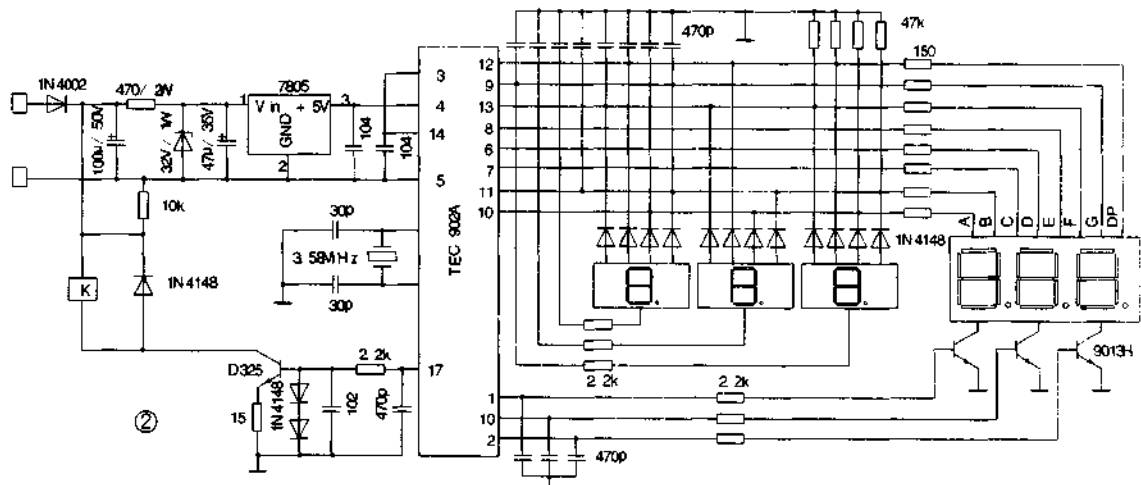 470p
47k
150
1N4002
470/2W
7805
1
V in + 5V
3
GND
2
100μ/50V
32V/1W
47μ/35V
104
104
3
4
14
5
17
TEC 902A
12
9
13
8
6
7
11
10
1
10
2
10k
K
1N4148
30p
3.58MHz
30p
1N4148
A
B
C
D
E
F
G
DP
9013H
D325
2.2k
15
1N4148
102
470p
2.2k
2.2k
470p
②